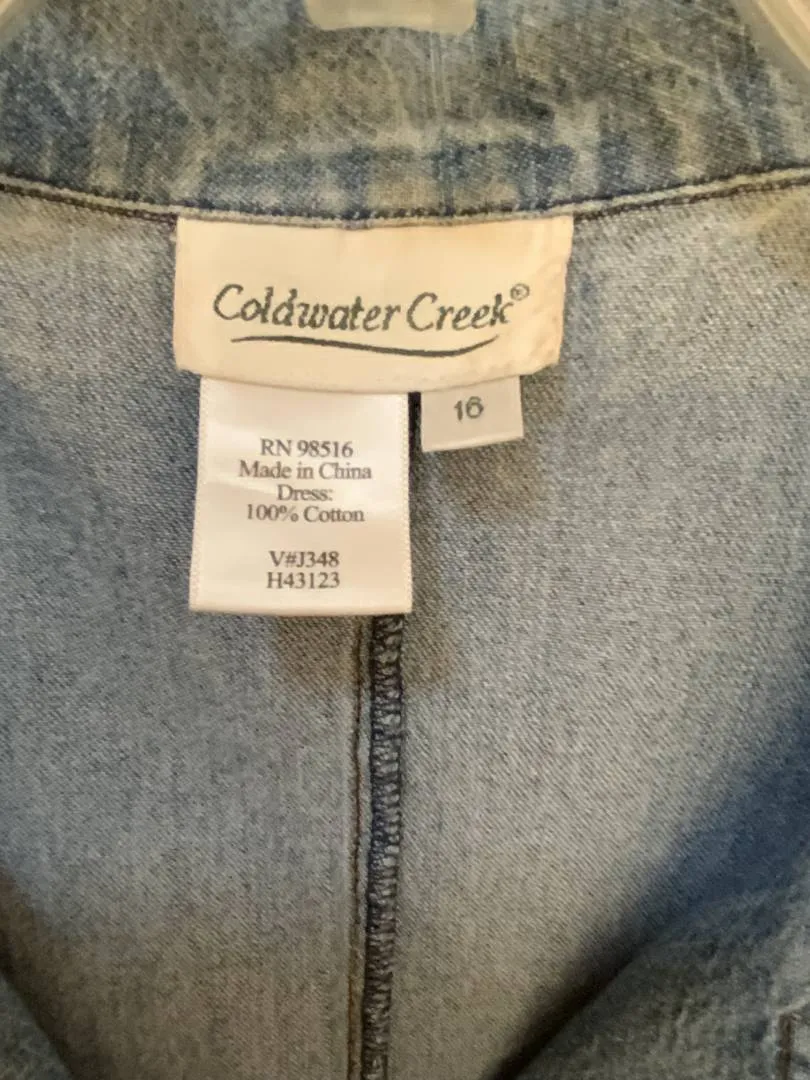 Coldwater Creek®
16
RN 98516
Made in China
Dress:
100% Cotton
V#J348
H43123